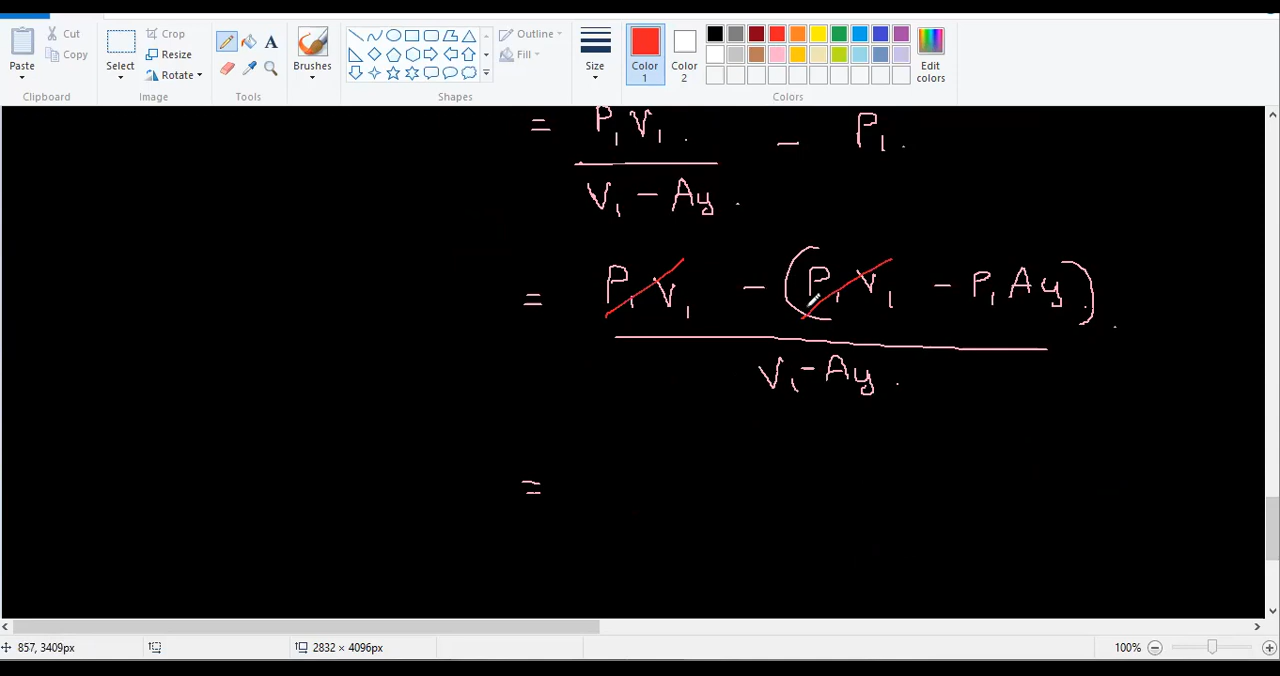 Cut
Copy
Paste
Clipboard
Select
Crop
Resize
Rotate
Image
A
Tools
Brushes
Outline
Fill
Shapes
Size
Color 1
Color 2
Edit colors
Colors
= P₁V₁ / (V₁ - Ay) - P₁
= P₁V₁ - (P₁V₁ - P₁Ay)
V₁ - Ay
=
857, 3409px
2832 × 4096px
100%